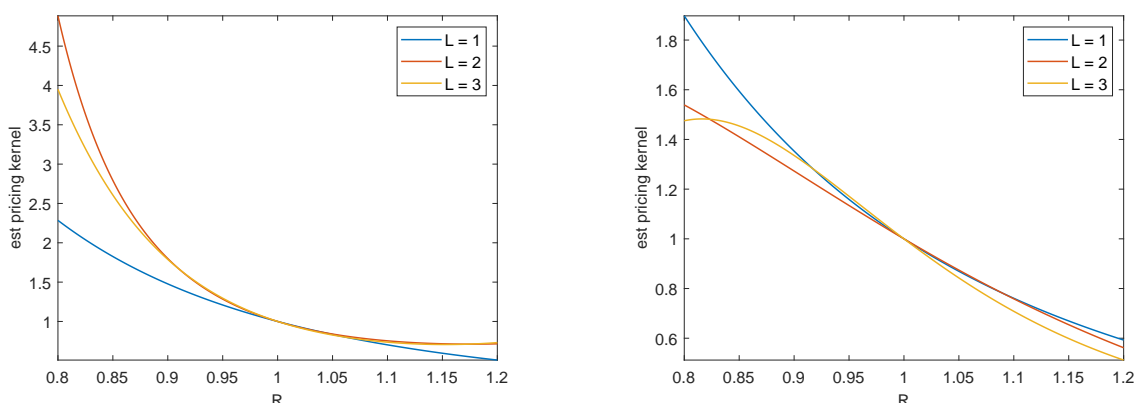 4.5
4
3.5
3
2.5
2
1.5
1
est pricing kernel
0.8 0.85 0.9 0.95 1 1.05 1.1 1.15 1.2
R
L = 1
L = 2
L = 3
1.8
1.6
1.4
1.2
1
0.8
0.6
est pricing kernel
0.8 0.85 0.9 0.95 1 1.05 1.1 1.15 1.2
R
L = 1
L = 2
L = 3